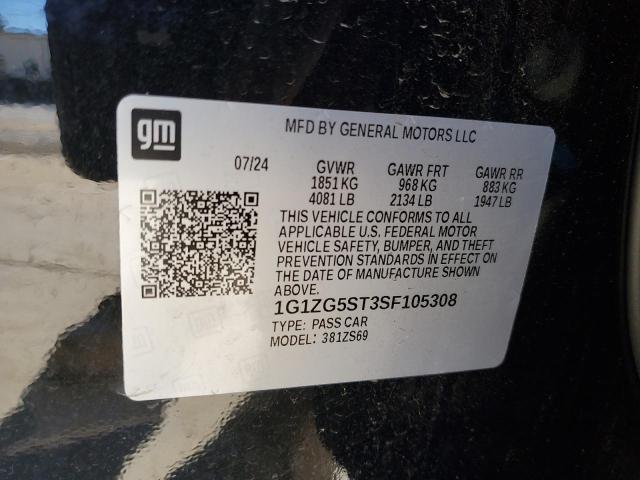 gm
MFD BY GENERAL MOTORS LLC
07/24 GVWR GAWR FRT GAWR RR
1851 KG 968 KG 883 KG
4081 LB 2134 LB 1947 LB
THIS VEHICLE CONFORMS TO ALL
APPLICABLE U.S. FEDERAL MOTOR
VEHICLE SAFETY, BUMPER, AND THEFT
PREVENTION STANDARDS IN EFFECT ON
THE DATE OF MANUFACTURE SHOWN
ABOVE.
1G1ZG5ST3SF105308
TYPE: PASS CAR
MODEL: 381ZS69